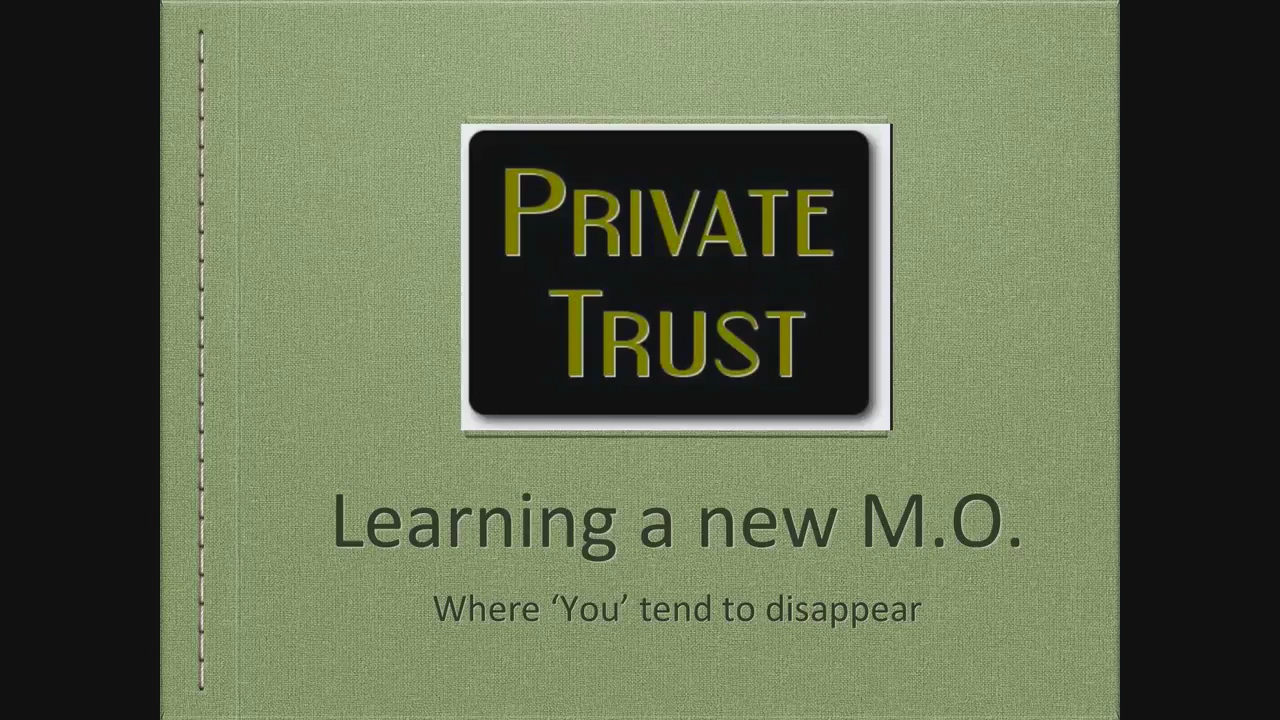 PRIVATE
TRUST
Learning a new M.O.
Where ‘You’ tend to disappear